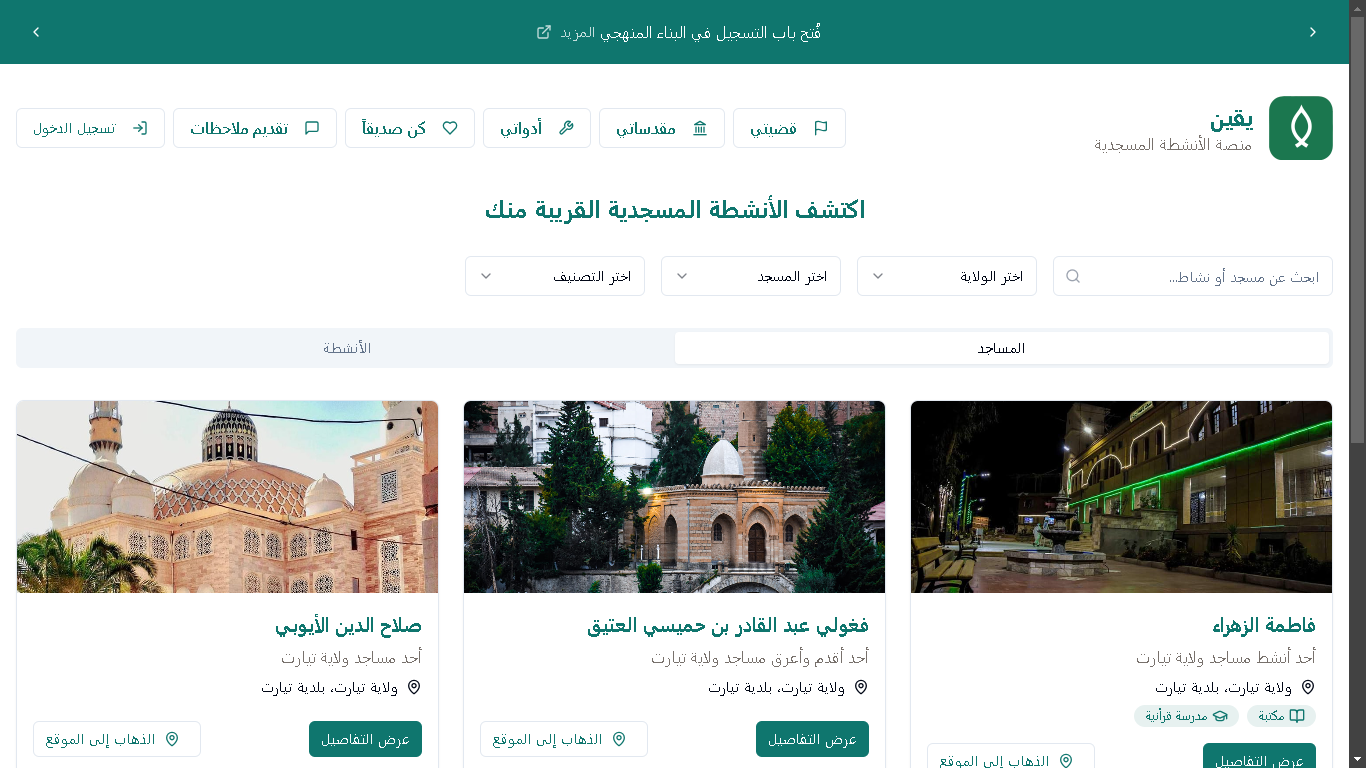 فُتح باب التسجيل في البناء المنهجي المزيد
يقين
منصة الأنشطة المسجدية
قضيتي
مقدساتي
أدواتي
كن صديقاً
تقديم ملاحظات
تسجيل الدخول
اكتشف الأنشطة المسجدية القريبة منك
ابحث عن مسجد أو نشاط...
اختر الولاية
اختر المسجد
اختر التصنيف
المساجد
الأنشطة
فاطمة الزهراء
أحد أنشط مساجد ولاية تيارت
ولاية تيارت، بلدية تيارت
مكتبة
مدرسة قرآنية
عرض التفاصيل
الذهاب إلى الموقع
فغولي عبد القادر بن خميسي العتيق
أحد أقدم وأعرق مساجد ولاية تيارت
ولاية تيارت، بلدية تيارت
عرض التفاصيل
الذهاب إلى الموقع
صلاح الدين الأيوبي
أحد مساجد ولاية تيارت
ولاية تيارت، بلدية تيارت
عرض التفاصيل
الذهاب إلى الموقع